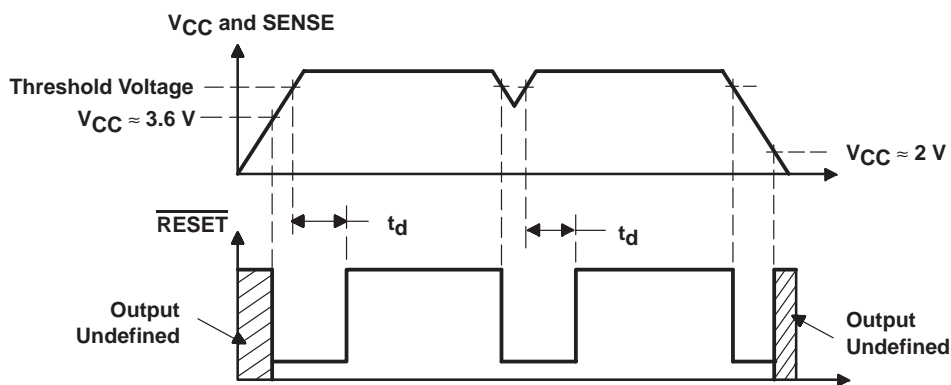 VCC and SENSE
Threshold Voltage
VCC ≈ 3.6 V
VCC ≈ 2 V
RESET
td
td
Output
Undefined
Output
Undefined